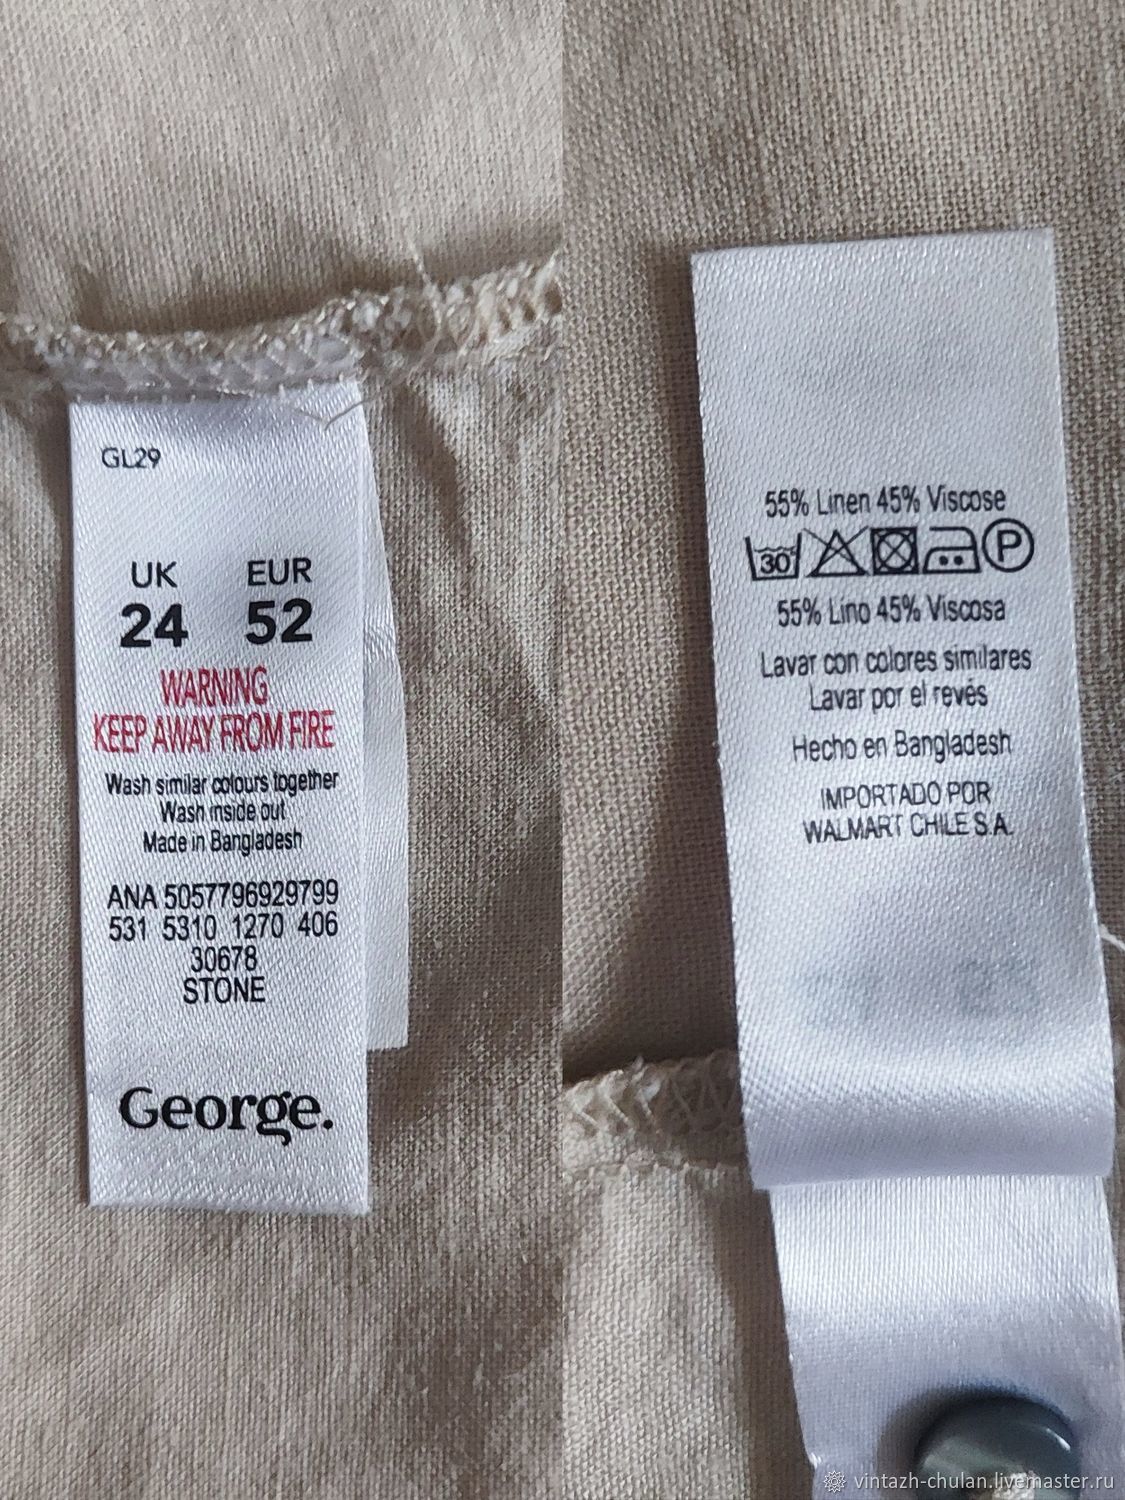 GL29
UK EUR
24 52
WARNING
KEEP AWAY FROM FIRE
Wash similar colours together
Wash inside out
Made in Bangladesh
ANA 5057796929799
531 5310 1270 406
30678
STONE
George.
55% Linen 45% Viscose
30 P
55% Lino 45% Viscosa
Lavar con colores similares
Lavar por el revés
Hecho en Bangladesh
IMPORTADO POR
WALMART CHILE S.A.
vintazh-chulan.livemaster.ru